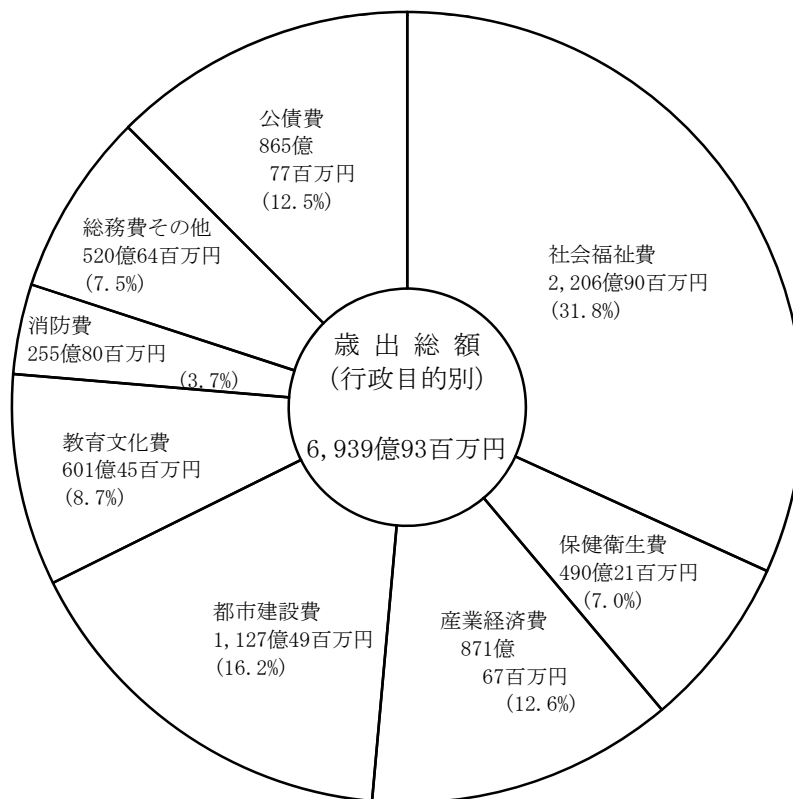 公債費
865億
77百万円
(12.5%)
社会福祉費
2,206億90百万円
(31.8%)
総務費その他
520億64百万円
(7.5%)
消防費
255億80百万円
(3.7%)
歳出総額
(行政目的別)
6,939億93百万円
教育文化費
601億45百万円
(8.7%)
保健衛生費
490億21百万円
(7.0%)
都市建設費
1,127億49百万円
(16.2%)
産業経済費
871億
67百万円
(12.6%)